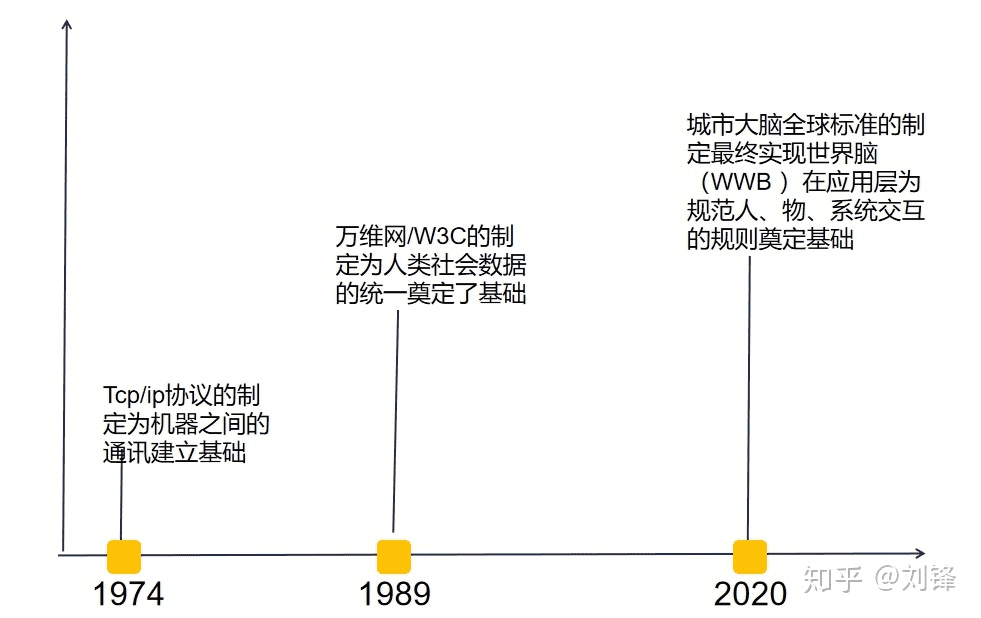 城市大脑全球标准的制
定最终实现世界脑
（WWB ）在应用层为
规范人、物、系统交互
的规则奠定基础
万维网/W3C的制
定为人类社会数据
的统一奠定了基础
Tcp/ip协议的制
定为机器之间的
通讯建立基础
1974
1989
2020
知乎 @刘锋